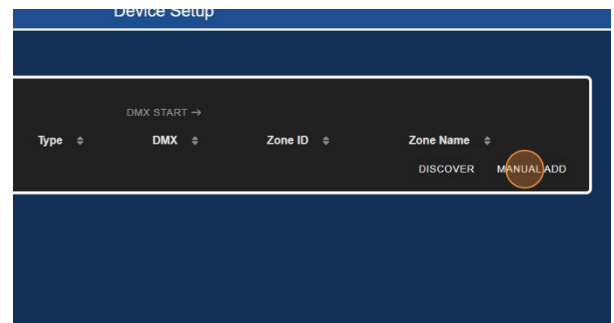 Device Setup
DMX START →
Type DMX Zone ID Zone Name
DISCOVER MANUAL ADD